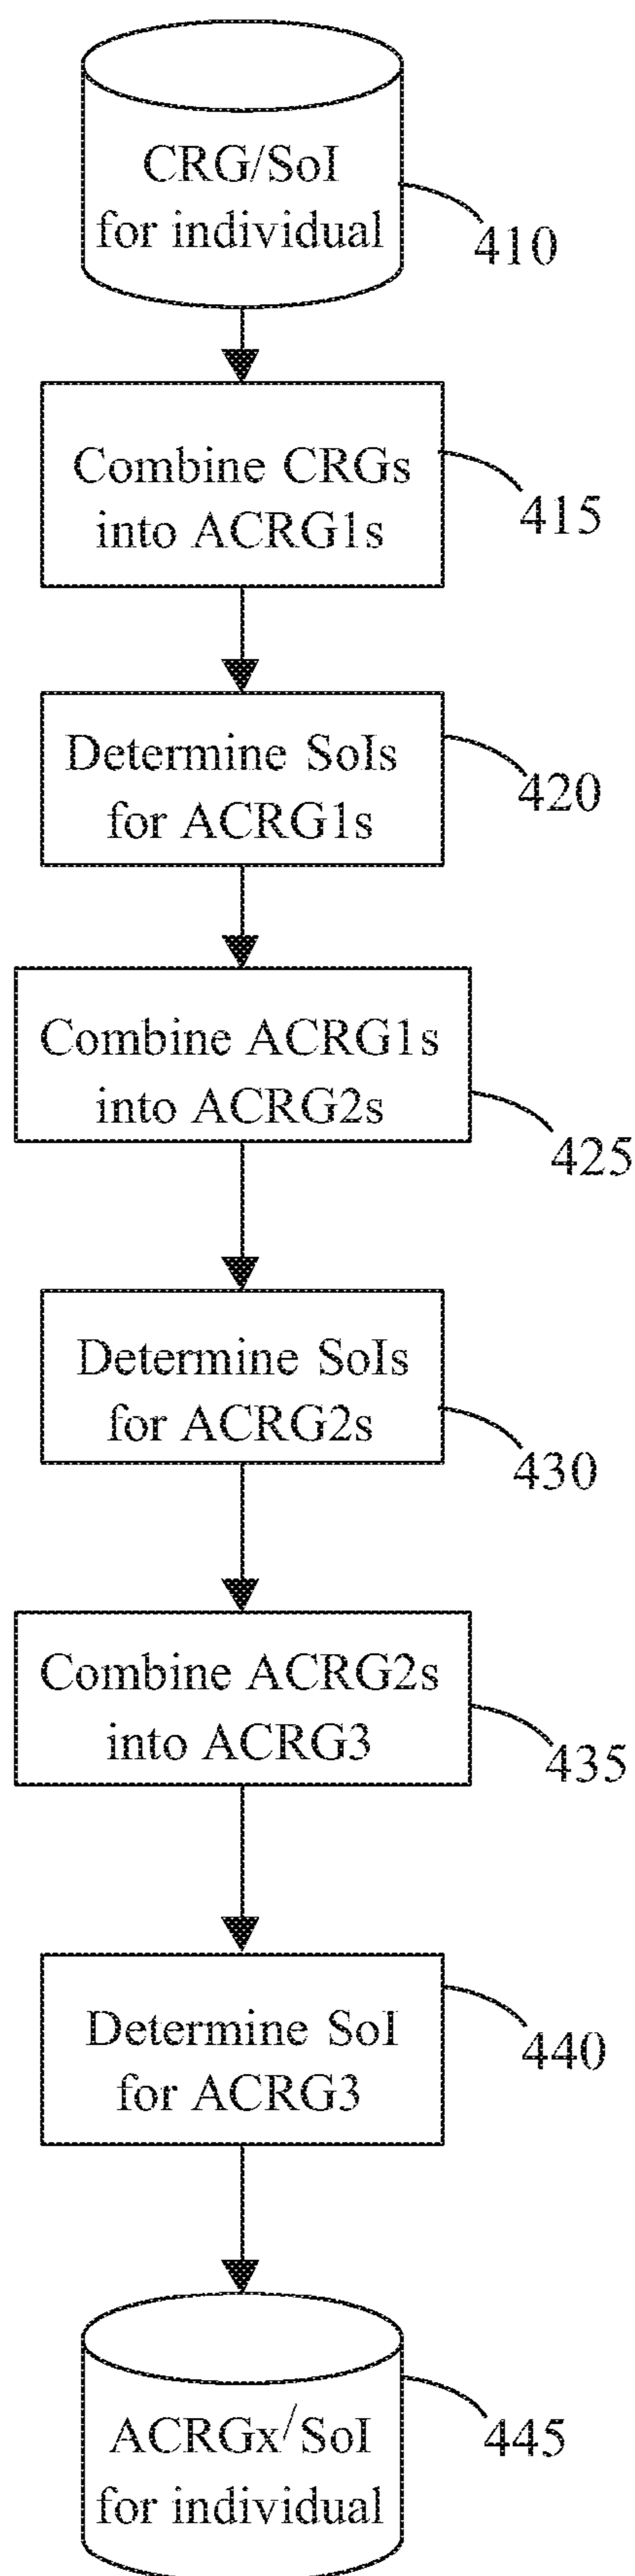 CRG/SoI
for individual
410
Combine CRGs
into ACRG1s
415
Determine SoIs
for ACRG1s
420
Combine ACRG1s
into ACRG2s
425
Determine SoIs
for ACRG2s
430
Combine ACRG2s
into ACRG3
435
Determine SoI
for ACRG3
440
ACRGx/SoI
for individual
445